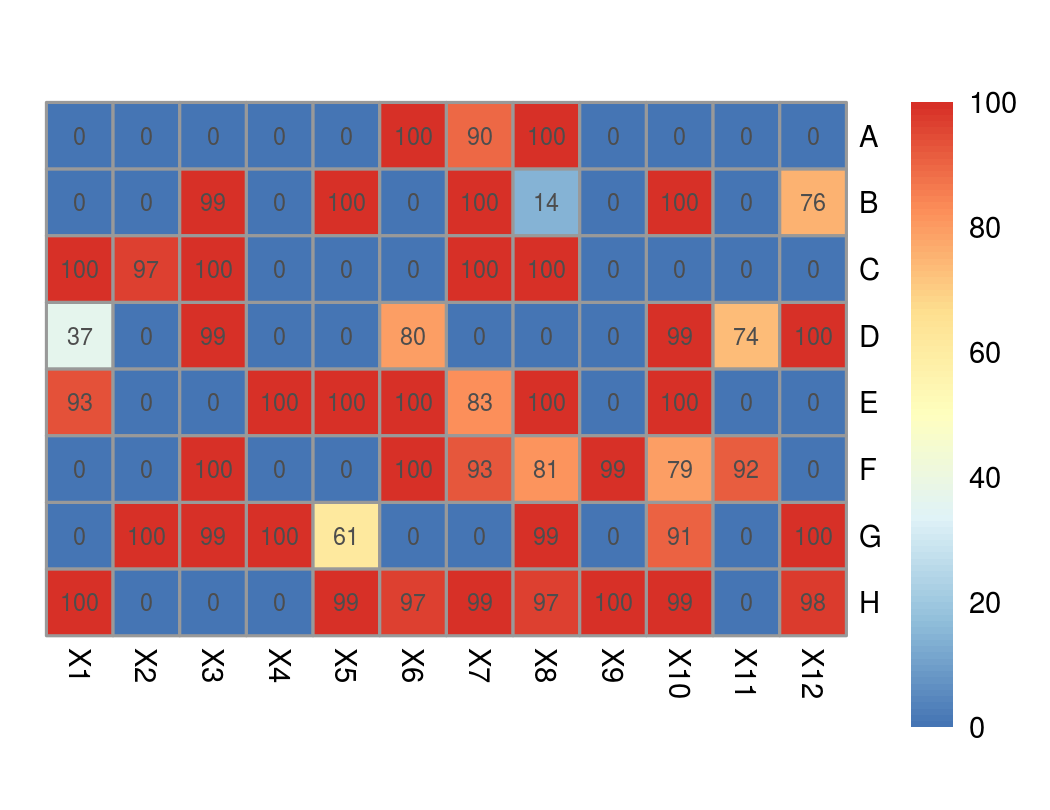 0 0 0 0 0 100 90 100 0 0 0 0 A
0 0 99 0 100 0 100 14 0 100 0 76 B
100 97 100 0 0 0 100 100 0 0 0 0 C
37 0 99 0 0 80 0 0 0 99 74 100 D
93 0 0 100 100 100 83 100 0 100 0 0 E
0 0 100 0 0 100 93 81 99 79 92 0 F
0 100 99 100 61 0 0 99 0 91 0 100 G
100 0 0 0 99 97 99 97 100 99 0 98 H
X1 X2 X3 X4 X5 X6 X7 X8 X9 X10 X11 X12
100
80
60
40
20
0